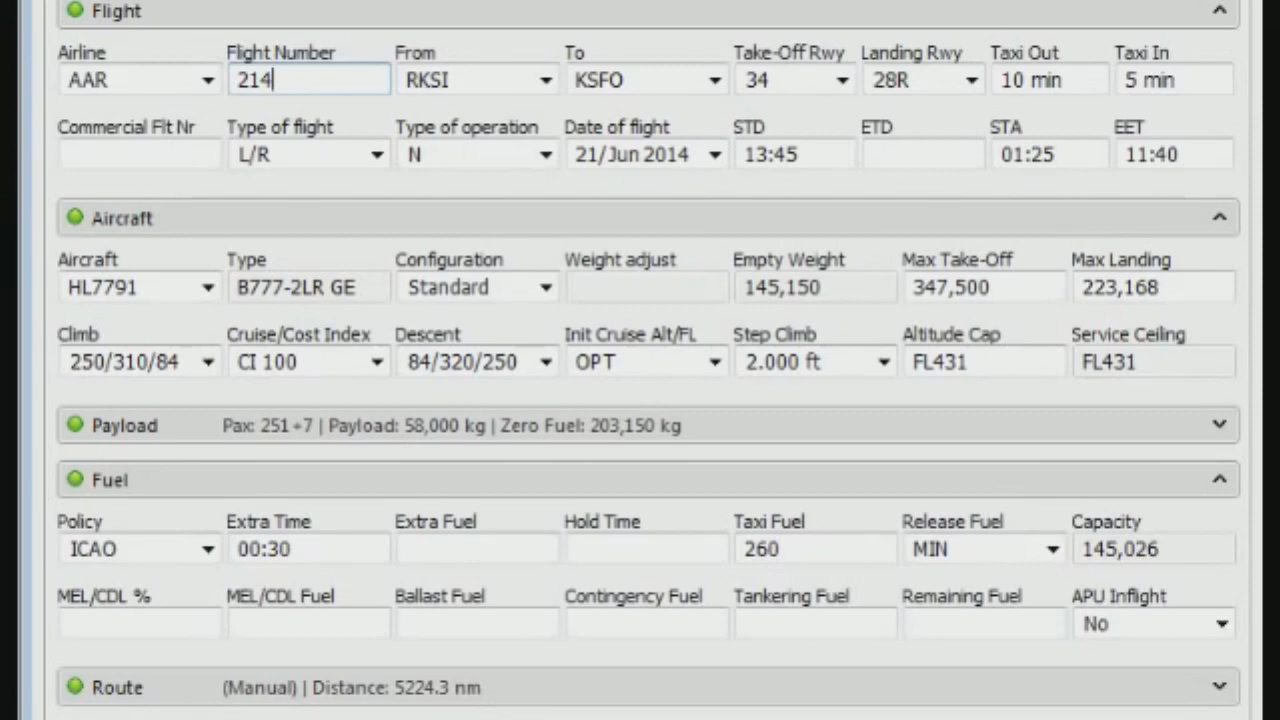 Flight
Airline Flight Number From To Take-Off Rwy Landing Rwy Taxi Out Taxi In
AAR 214 RKSI KSFO 34 28R 10 min 5 min
Commercial Flt Nr Type of flight Type of operation Date of flight STD ETD STA EET
L/R N 21/Jun 2014 13:45 01:25 11:40
Aircraft
Aircraft Type Configuration Weight adjust Empty Weight Max Take-Off Max Landing
HL7791 B777-2LR GE Standard 145,150 347,500 223,168
Climb Cruise/Cost Index Descent Init Cruise Alt/FL Step Climb Altitude Cap Service Ceiling
250/310/84 CI 100 84/320/250 OPT 2.000 ft FL431 FL431
Payload Pax: 251+7 | Payload: 58,000 kg | Zero Fuel: 203,150 kg
Fuel
Policy Extra Time Extra Fuel Hold Time Taxi Fuel Release Fuel Capacity
ICAO 00:30 260 MIN 145,026
MEL/CDL % MEL/CDL Fuel Ballast Fuel Contingency Fuel Tankering Fuel Remaining Fuel APU Inflight
No
Route (Manual) | Distance: 5224.3 nm